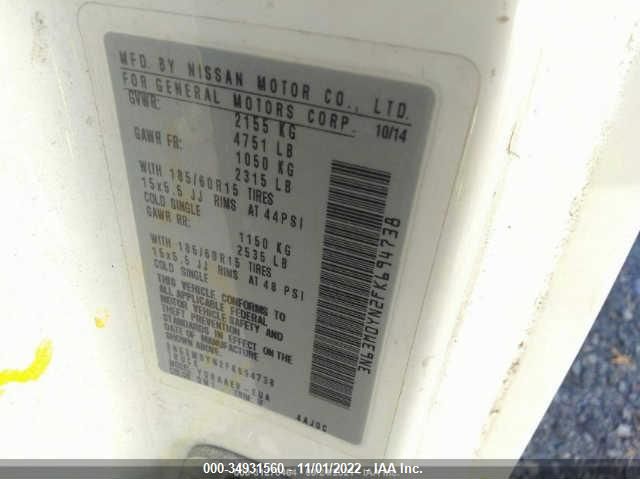 MFD. BY NISSAN MOTOR CO., LTD.
FOR GENERAL MOTORS CORP. 10/14
GVWR: 2155 KG
4751 LB
GAWR FR: 1050 KG
2315 LB
WITH 185/60R15 TIRES
15x5.5 JJ RIMS AT 44PSI
COLD SINGLE
GAWR RR: 1150 KG
2535 LB
WITH 185/60R15 TIRES
15x5.5 JJ RIMS AT 48 PSI
COLD SINGLE
THIS VEHICLE CONFORMS TO
ALL APPLICABLE FEDERAL
MOTOR VEHICLE SAFETY AND
THEFT PREVENTION
STANDARDS IN EFFECT ON THE
DATE OF MANUFACTURE
SHOWN ABOVE.
4AJ0C
3N63M0YN2FK694738
000-34931560 - 11/01/2022 - IAA Inc.